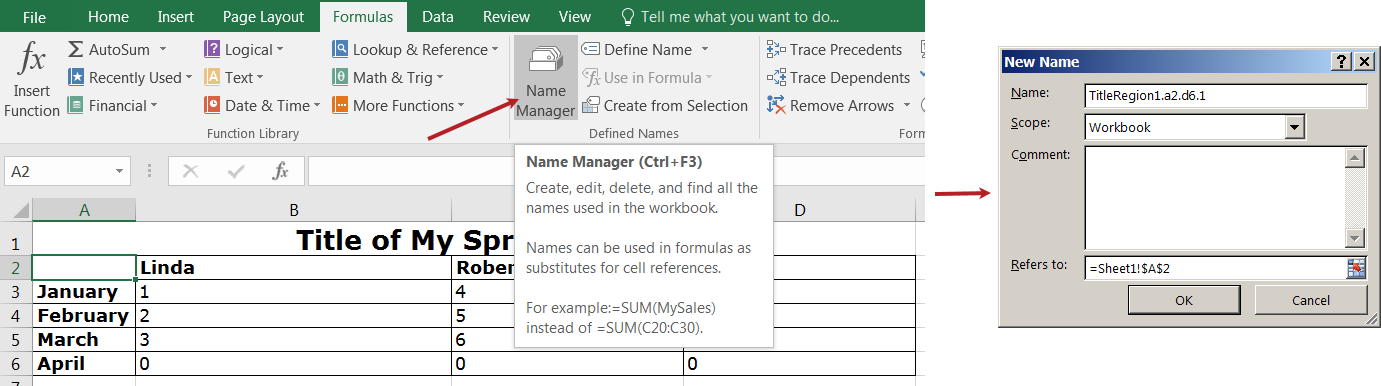 File Home Insert Page Layout Formulas Data Review View Tell me what you want to do...
fx Insert Function
AutoSum
Recently Used
Financial
Logical
Text
Date & Time
Lookup & Reference
Math & Trig
More Functions
Function Library
Name Manager
Define Name
Use in Formula
Create from Selection
Defined Names
Trace Precedents
Trace Dependents
Remove Arrows
Form
A2 fx
Name Manager (Ctrl+F3)
Create, edit, delete, and find all the
names used in the workbook.
Names can be used in formulas as
substitutes for cell references.
For example:=SUM(MySales)
instead of =SUM(C20:C30).
A B D
1 Title of My Spr
2 Linda Rober
3 January 1 4
4 February 2 5
5 March 3 6
6 April 0 0 0
New Name
Name: TitleRegion1.a2.d6.1
Scope: Workbook
Comment:
Refers to: =Sheet1!$A$2
OK Cancel